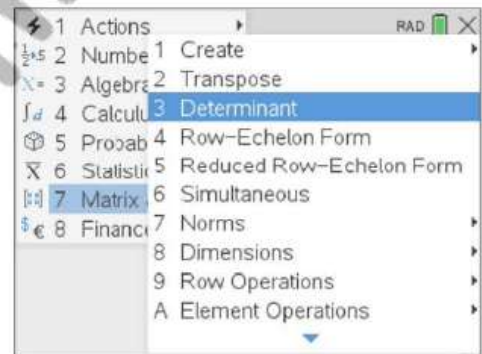 1 Actions
2 Numbe
3 Algebra
4 Calculu
5 Probab
6 Statistic
7 Matrix
8 Finance
RAD
1 Create
2 Transpose
3 Determinant
4 Row-Echelon Form
5 Reduced Row-Echelon Form
6 Simultaneous
7 Norms
8 Dimensions
9 Row Operations
A Element Operations